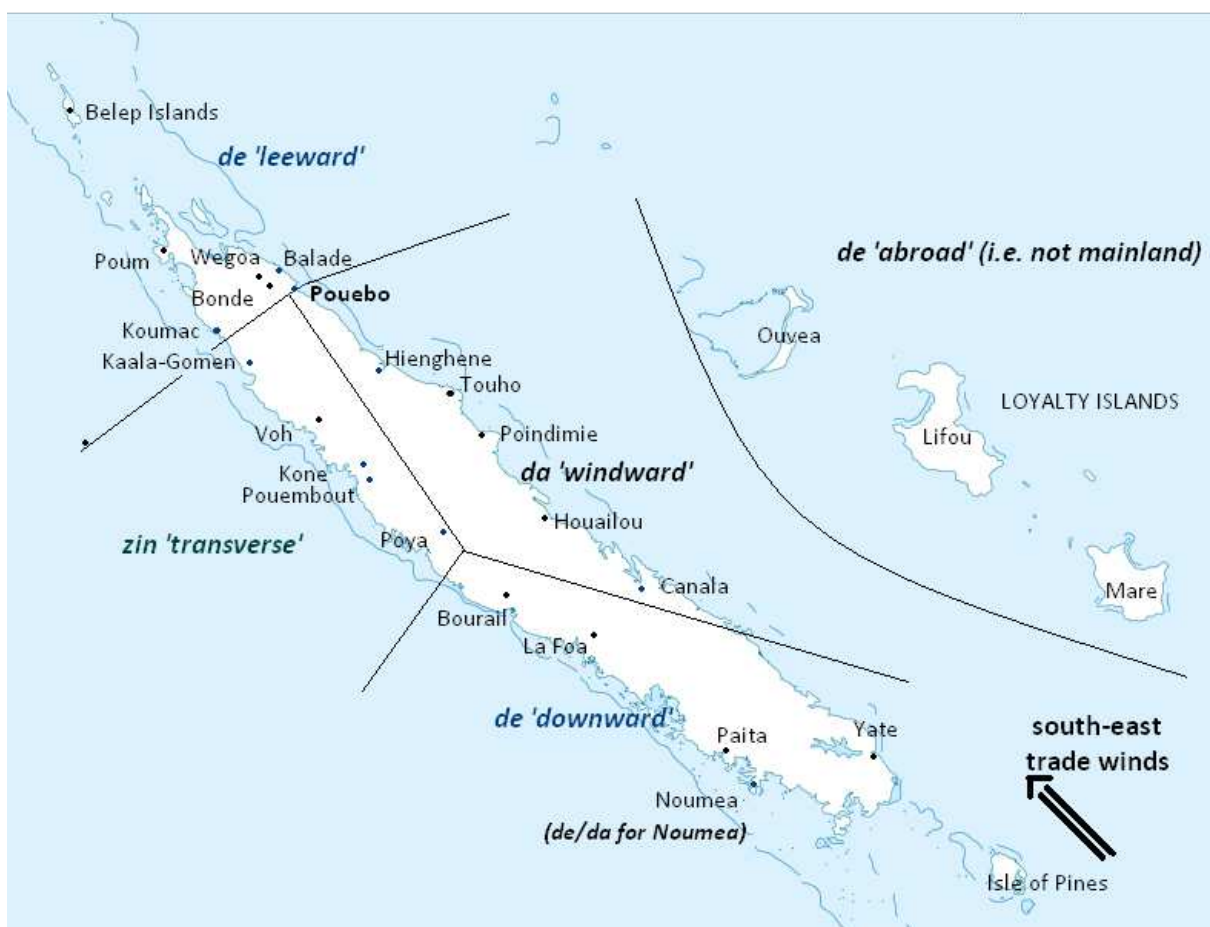 Belep Islands
de 'leeward'
Wegoa
Balade
Poum
Bonde
Pouebo
de 'abroad' (i.e. not mainland)
Koumac
Kaala-Gomen
Hienghene
Ouvea
Touho
LOYALTY ISLANDS
Voh
Poindimie
Lifou
Kone
Pouembout
da 'windward'
Houailou
zin 'transverse'
Poya
Canala
Mare
Bourail
La Foa
de 'downward'
Paita
Yate
south-east
trade winds
Noumea
(de/da for Noumea)
Isle of Pines